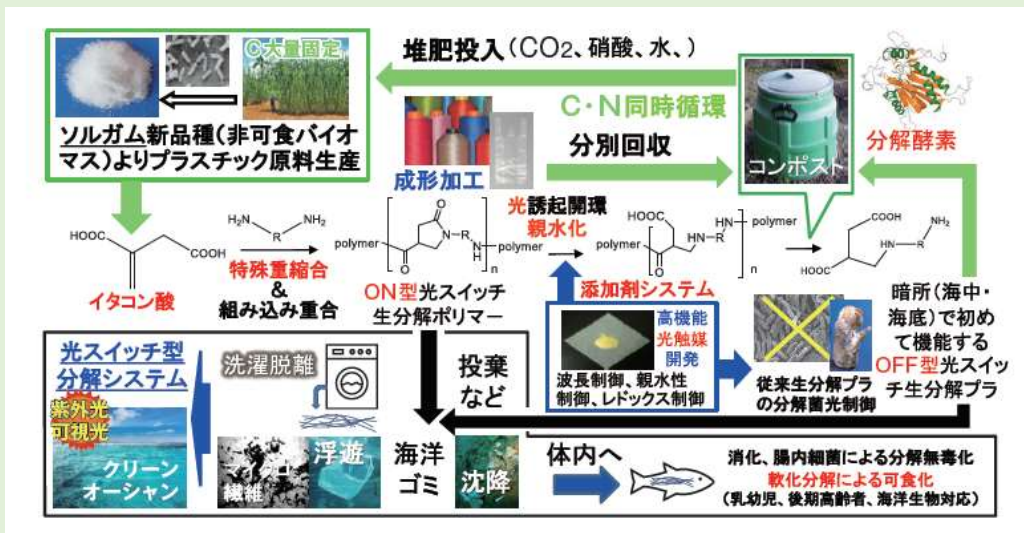 堆肥投入(CO2、硝酸、水、)
C大量固定
C・N同時循環
分別回収
コンポスト
分解酵素
ソルガム新品種(非可食バイオ
マス)よりプラスチック原料生産
成形加工
光誘起開環
親水化
HOOC
COOH
イタコン酸
H2N
NH2
R
特殊重縮合
&
組み込み重合
polymer
O
N
R
N
H
polymer
O
n
ON型光スイッチ
生分解ポリマー
polymer
HOOC
HN
R
HN
polymer
O
n
COOH
NH2
HN
R
HOOC
添加剤システム
高機能
光触媒
開発
波長制御、親水性
制御、レドックス制御
従来生分解プラ
の分解菌光制御
暗所(海中・
海底)で初め
て機能する
OFF型光スイッ
チ生分解プラ
光スイッチ型
分解システム
紫外光
可視光
クリーン
オーシャン
洗濯脱離
マイクロ
繊維
浮遊
投棄
など
海洋
ゴミ
沈降
体内へ
消化、腸内細菌による分解無毒化
軟化分解による可食化
(乳幼児、後期高齢者、海洋生物対応)